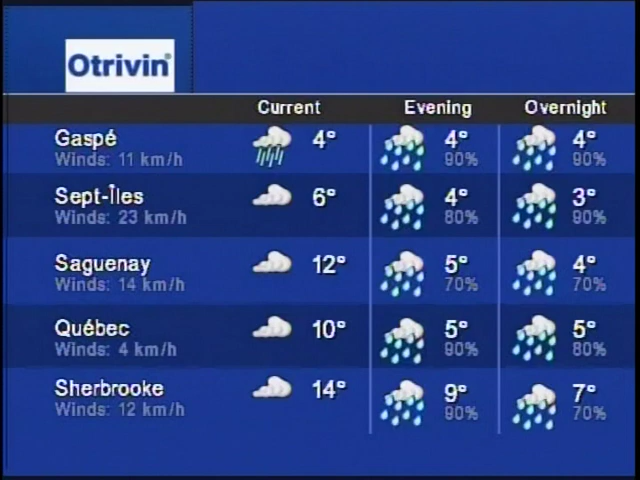 Otrivin
Current Evening Overnight
Gaspé 4° 4° 4°
Winds: 11 km/h 90% 90%
Sept-Îles 6° 4° 3°
Winds: 23 km/h 80% 90%
Saguenay 12° 5° 4°
Winds: 14 km/h 70% 70%
Québec 10° 5° 5°
Winds: 4 km/h 90% 80%
Sherbrooke 14° 9° 7°
Winds: 12 km/h 90% 70%